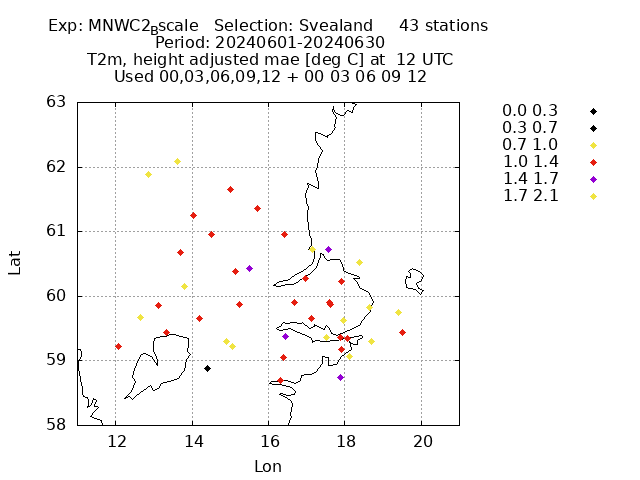 Exp: MNWC2_Bscale   Selection: Svealand     43 stations
Period: 20240601-20240630
T2m, height adjusted mae [deg C] at  12 UTC
Used 00,03,06,09,12 + 00 03 06 09 12
0.0 0.3
0.3 0.7
0.7 1.0
1.0 1.4
1.4 1.7
1.7 2.1
63
62
61
60
59
58
Lat
12 14 16 18 20
Lon